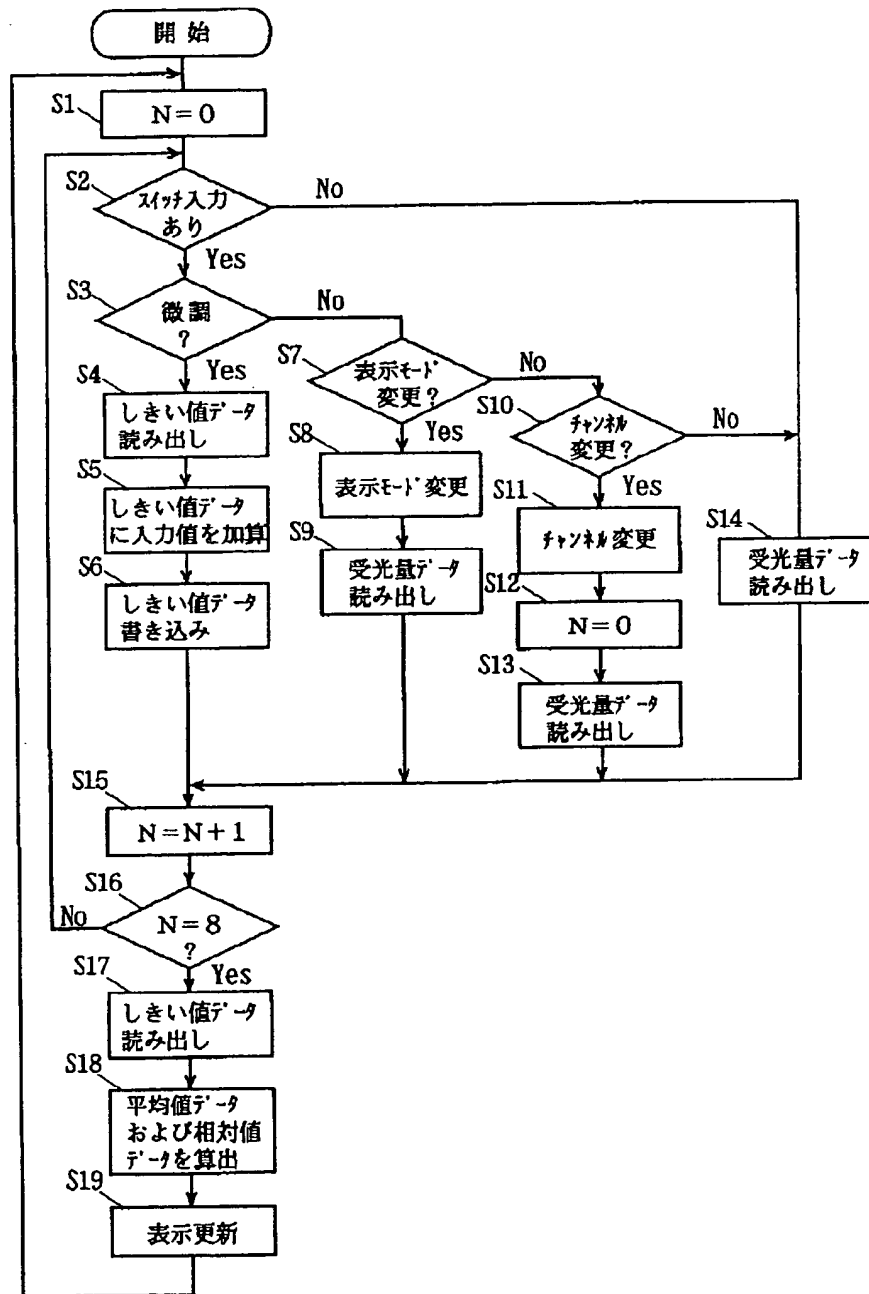 開始
S1
N=0
S2
スイッチ入力
あり
No
Yes
S3
微調
?
No
Yes
S4
しきい値データ
読み出し
S5
しきい値データ
に入力値を加算
S6
しきい値データ
書き込み
S7
表示モード
変更?
No
Yes
S8
表示モード変更
S9
受光量データ
読み出し
S10
チャンネル
変更?
No
Yes
S11
チャンネル変更
S12
N=0
S13
受光量データ
読み出し
S14
受光量データ
読み出し
S15
N=N+1
S16
N=8
?
No
Yes
S17
しきい値データ
読み出し
S18
平均値データ
および相対値
データを算出
S19
表示更新